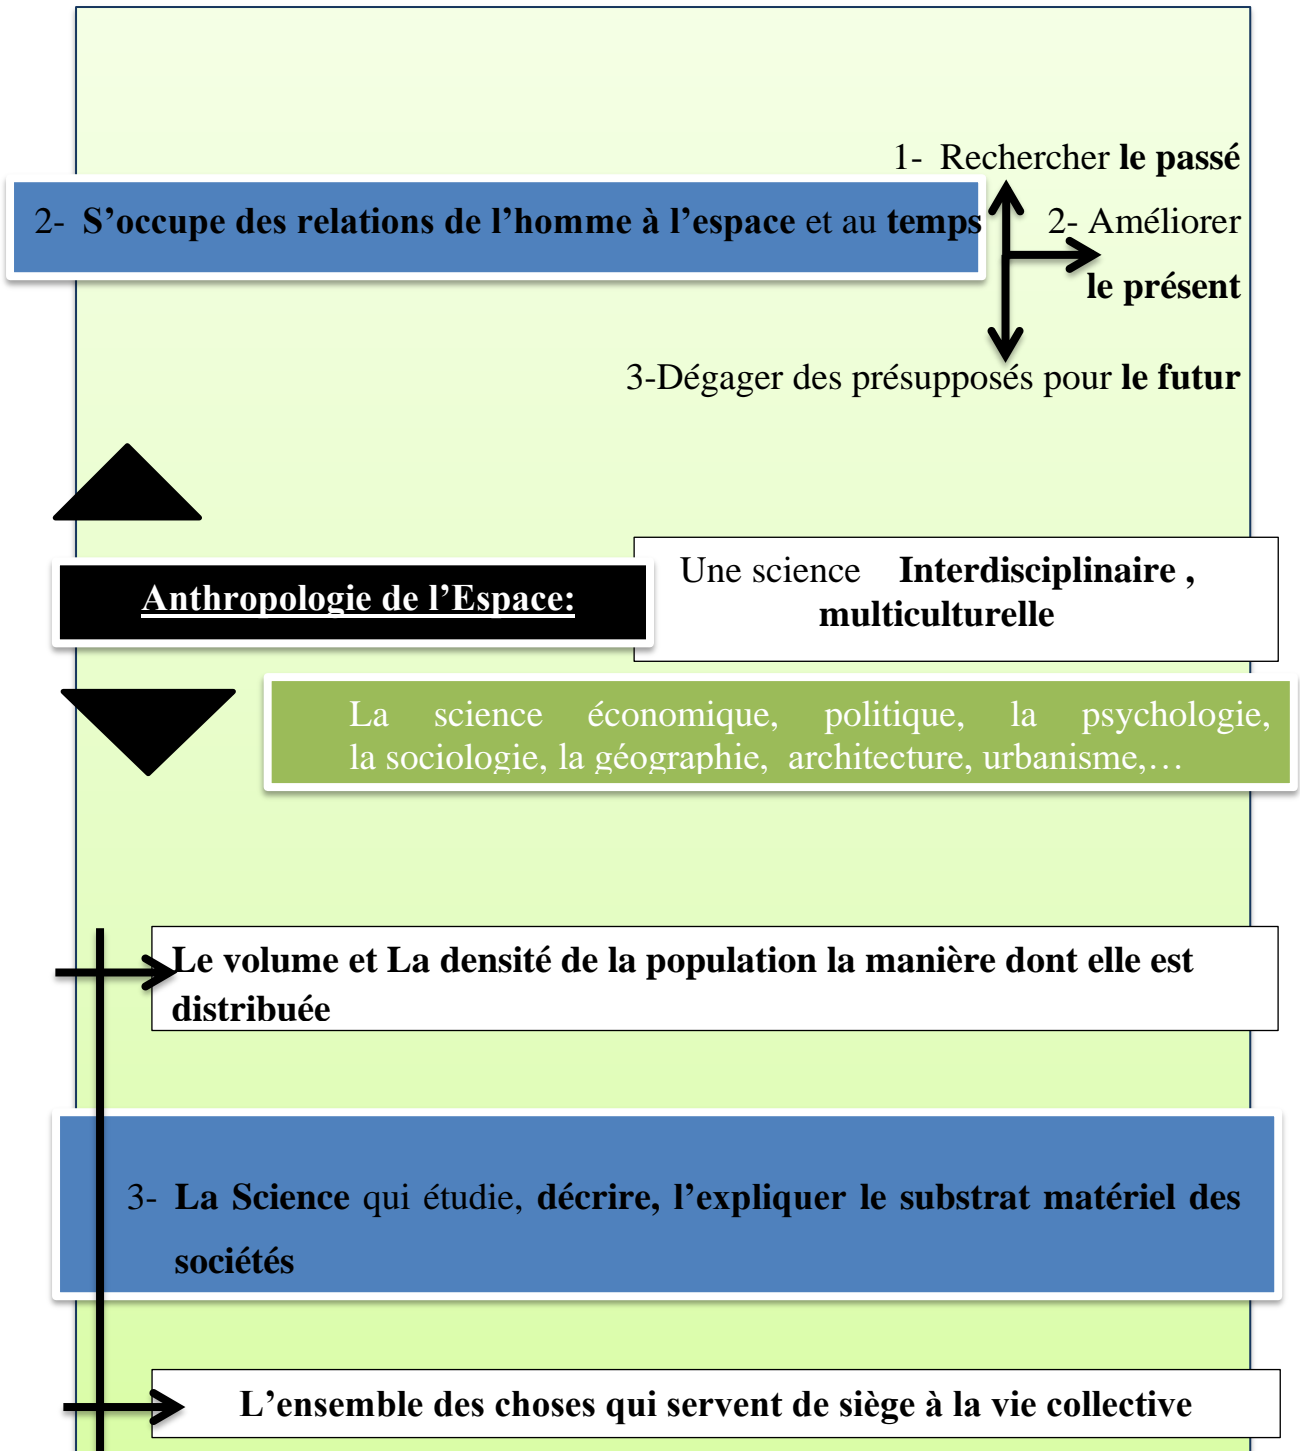 1- Rechercher le passé
2- S’occupe des relations de l’homme à l’espace et au temps
2- Améliorer
le présent
3-Dégager des présupposés pour le futur
Anthropologie de l’Espace:
Une science Interdisciplinaire ,
multiculturelle
La science économique, politique, la psychologie,
la sociologie, la géographie, architecture, urbanisme,…
Le volume et La densité de la population la manière dont elle est
distribuée
3- La Science qui étudie, décrire, l’expliquer le substrat matériel des
sociétés
L’ensemble des choses qui servent de siège à la vie collective